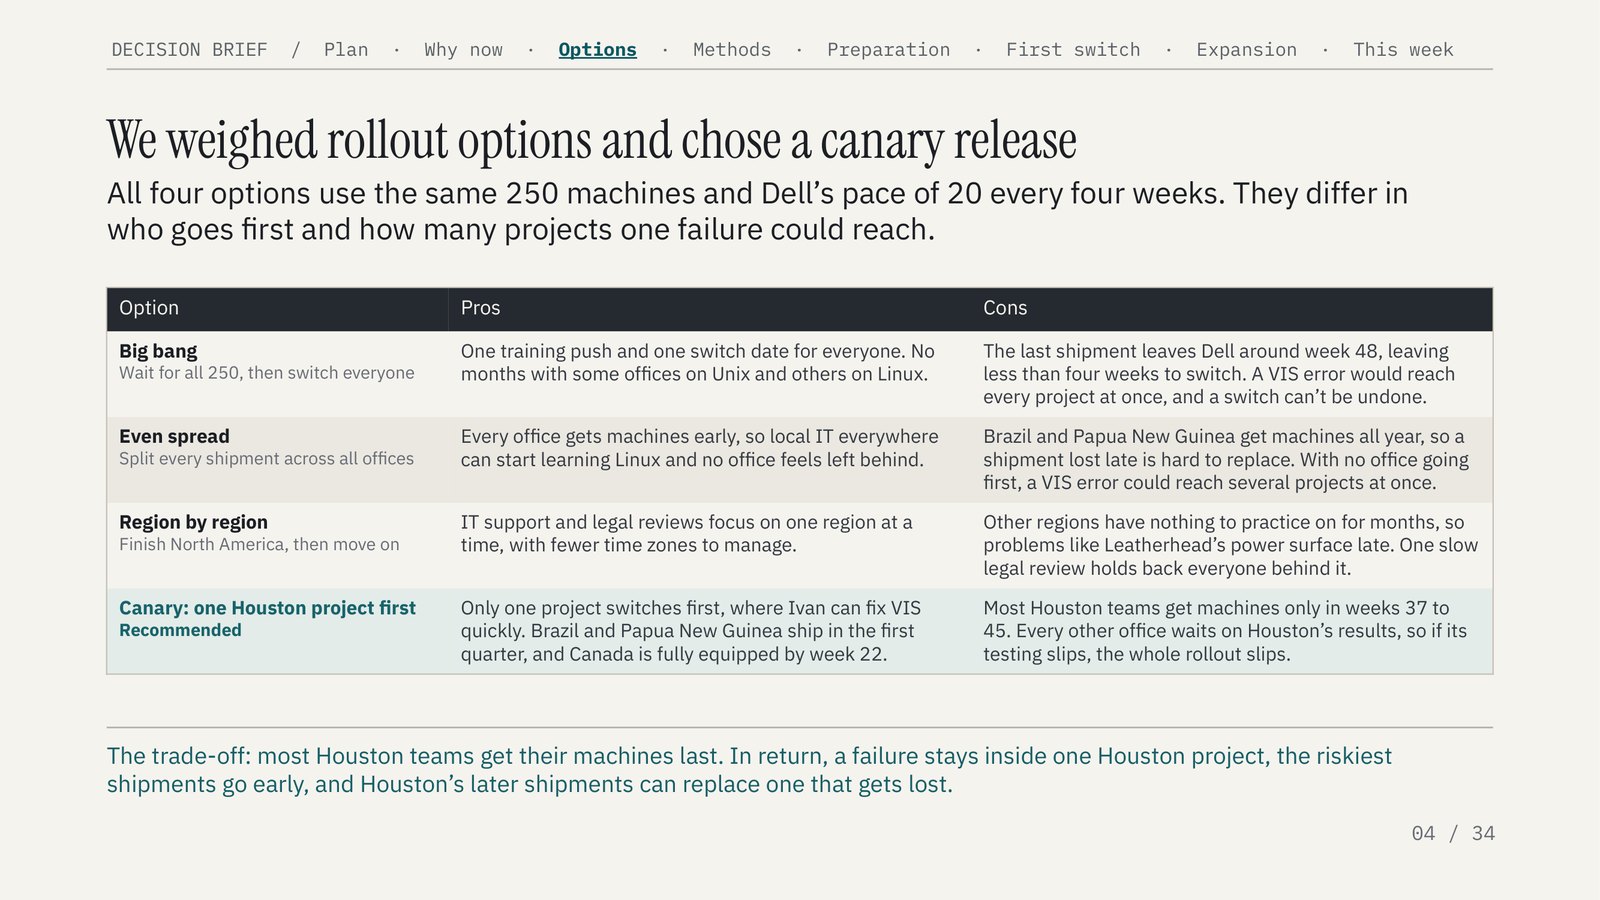 DECISION BRIEF / Plan · Why now · Options · Methods · Preparation · First switch · Expansion · This week
We weighed rollout options and chose a canary release
All four options use the same 250 machines and Dell’s pace of 20 every four weeks. They differ in
who goes first and how many projects one failure could reach.
Option Pros Cons
Big bang
Wait for all 250, then switch everyone
One training push and one switch date for everyone. No
months with some offices on Unix and others on Linux.
The last shipment leaves Dell around week 48, leaving
less than four weeks to switch. A VIS error would reach
every project at once, and a switch can’t be undone.
Even spread
Split every shipment across all offices
Every office gets machines early, so local IT everywhere
can start learning Linux and no office feels left behind.
Brazil and Papua New Guinea get machines all year, so a
shipment lost late is hard to replace. With no office going
first, a VIS error could reach several projects at once.
Region by region
Finish North America, then move on
IT support and legal reviews focus on one region at a
time, with fewer time zones to manage.
Other regions have nothing to practice on for months, so
problems like Leatherhead’s power surface late. One slow
legal review holds back everyone behind it.
Canary: one Houston project first
Recommended
Only one project switches first, where Ivan can fix VIS
quickly. Brazil and Papua New Guinea ship in the first
quarter, and Canada is fully equipped by week 22.
Most Houston teams get machines only in weeks 37 to
45. Every other office waits on Houston’s results, so if its
testing slips, the whole rollout slips.
The trade-off: most Houston teams get their machines last. In return, a failure stays inside one Houston project, the riskiest
shipments go early, and Houston’s later shipments can replace one that gets lost.
04 / 34